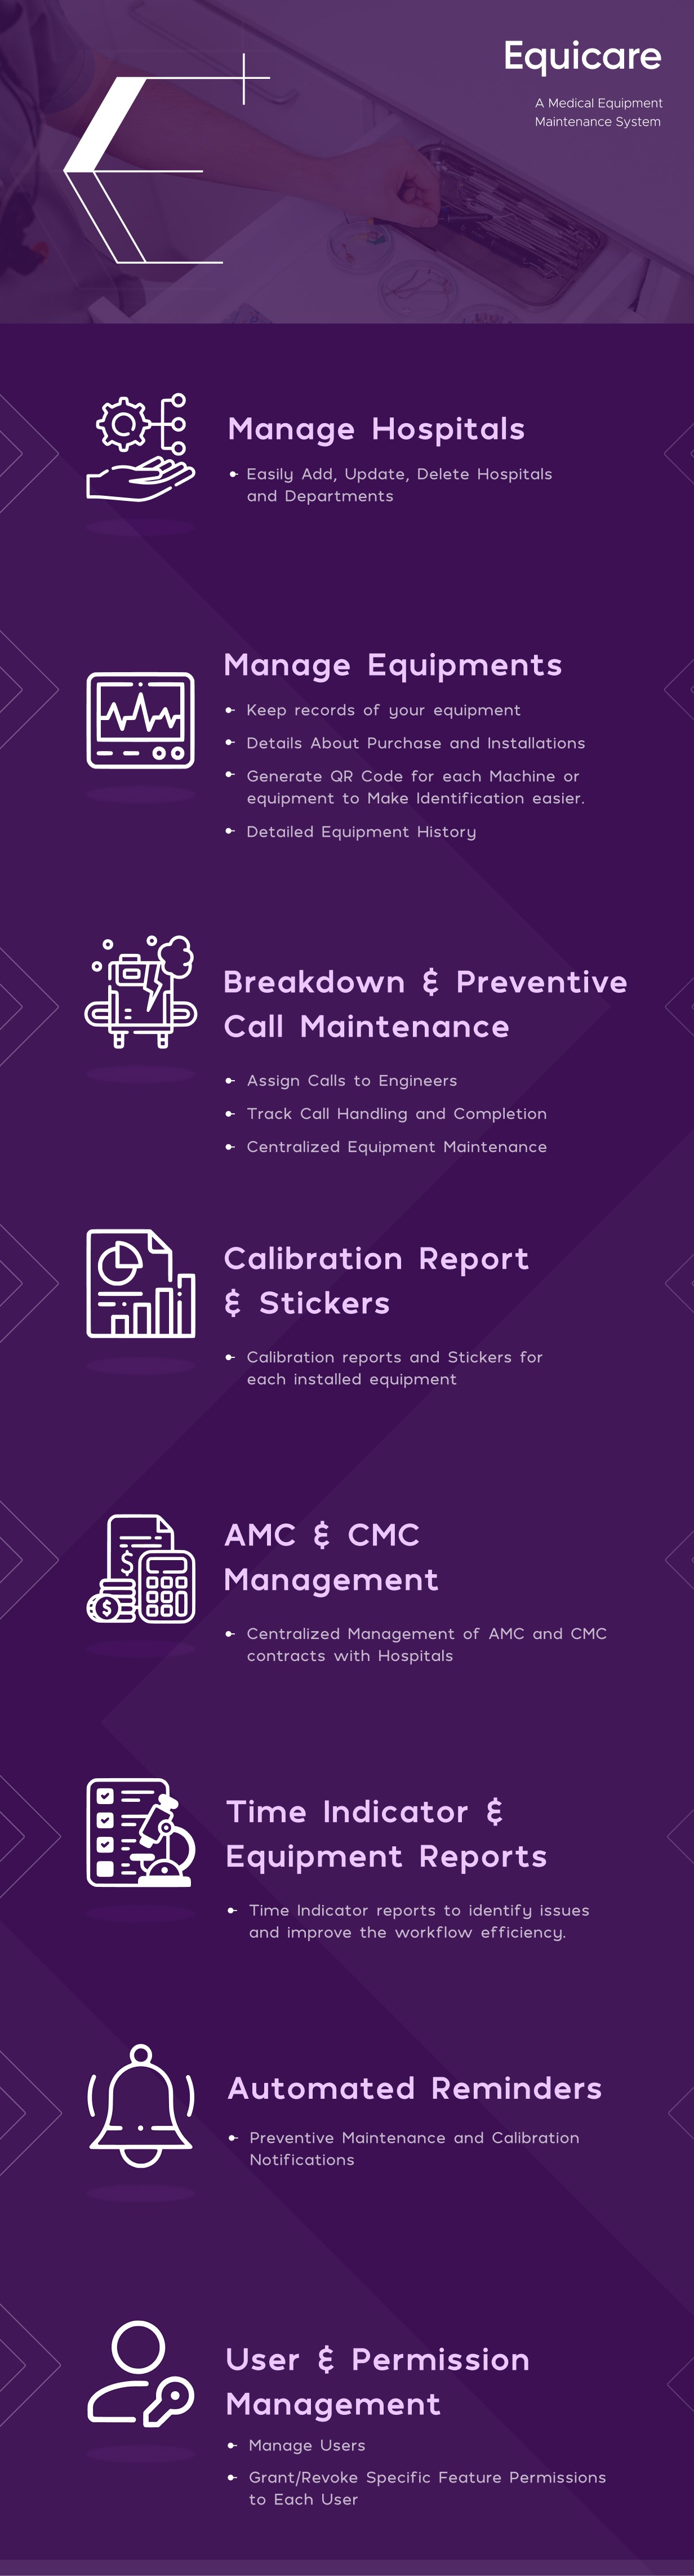 Equicare
A Medical Equipment
Maintenance System
Manage Hospitals
Easily Add, Update, Delete Hospitals
and Departments
Manage Equipments
Keep records of your equipment
Details About Purchase and Installations
Generate QR Code for each Machine or
equipment to Make Identification easier.
Detailed Equipment History
Breakdown & Preventive
Call Maintenance
Assign Calls to Engineers
Track Call Handling and Completion
Centralized Equipment Maintenance
Calibration Report
& Stickers
Calibration reports and Stickers for
each installed equipment
AMC & CMC
Management
Centralized Management of AMC and CMC
contracts with Hospitals
Time Indicator &
Equipment Reports
Time Indicator reports to identify issues
and improve the workflow efficiency.
Automated Reminders
Preventive Maintenance and Calibration
Notifications
User & Permission
Management
Manage Users
Grant/Revoke Specific Feature Permissions
to Each User